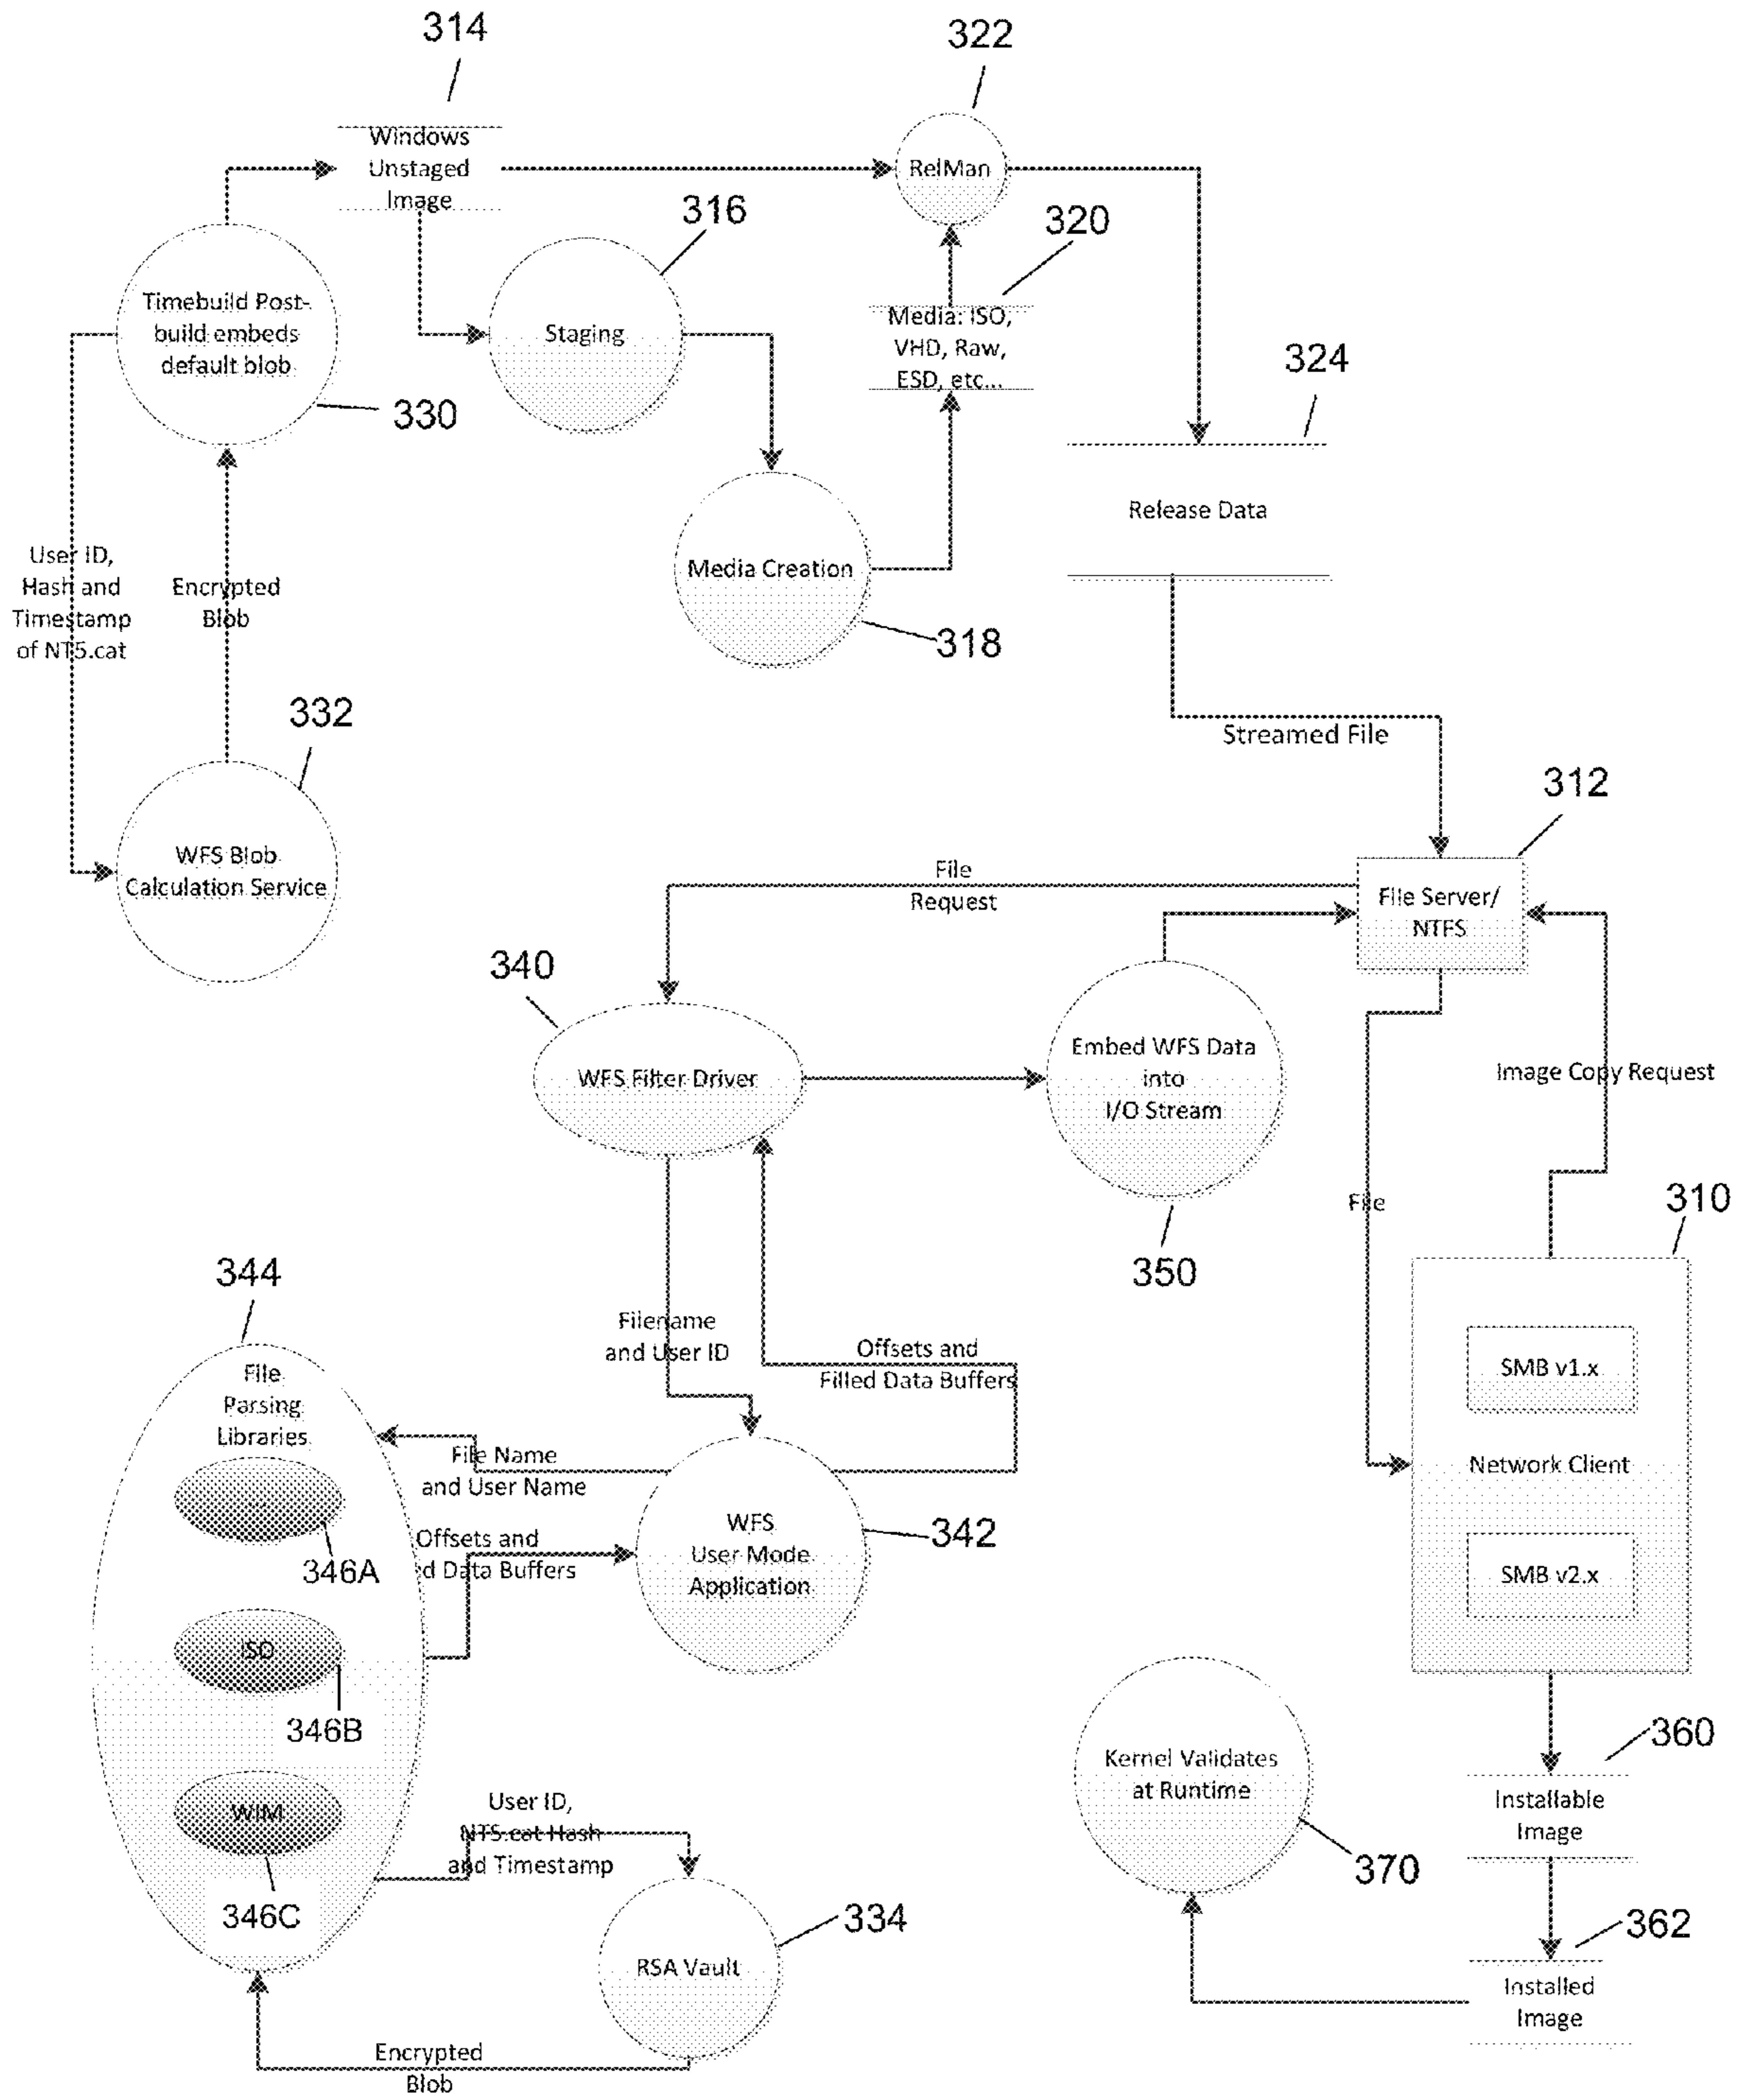 314
322
Windows
Unstaged
Image
RelMan
316
320
Timebuild Post-
build embeds
default blob
Staging
Media: ISO,
VHD, Raw,
ESD, etc...
324
330
Release Data
User ID,
Hash and
Timestamp
of NT5.cat
Encrypted
Blob
Media Creation
318
332
Streamed File
312
WFS Blob
Calculation Service
File
Request
File Server/
NTFS
340
WFS Filter Driver
Embed WFS Data
into
I/O Stream
Image Copy Request
350
File
310
344
Filename
and User ID
Offsets and
Filled Data Buffers
File
Parsing
Libraries
SMB v1.x
File Name
and User Name
Network Client
WFS
User Mode
Application
342
346A
Offsets and
d Data Buffers
SMB v2.x
ISO
346B
360
Kernel Validates
at Runtime
Installable
Image
WIM
User ID,
NT5.cat Hash
and Timestamp
370
346C
334
362
RSA Vault
Installed
Image
Encrypted
Blob